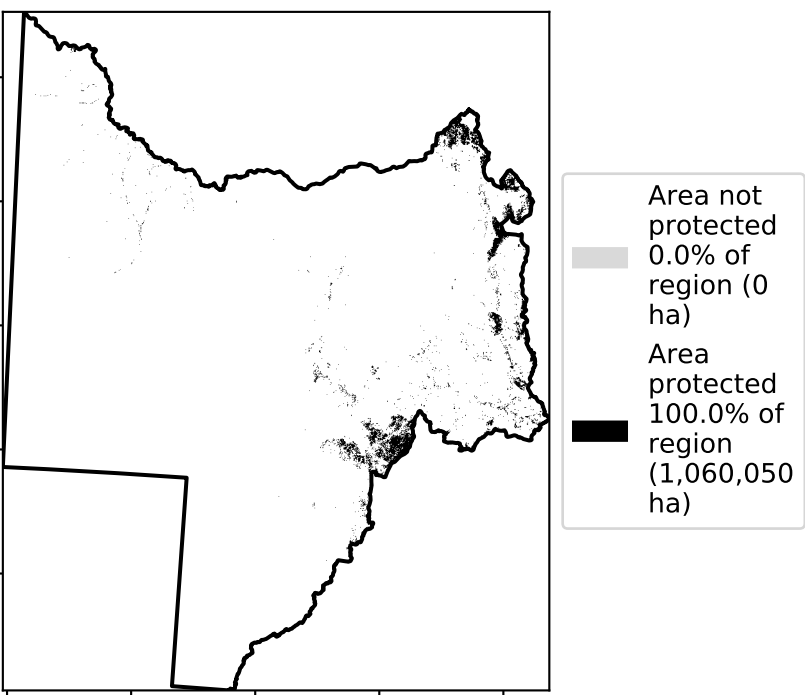 Area not
protected
0.0% of
region (0
ha)
Area
protected
100.0% of
region
(1,060,050
ha)